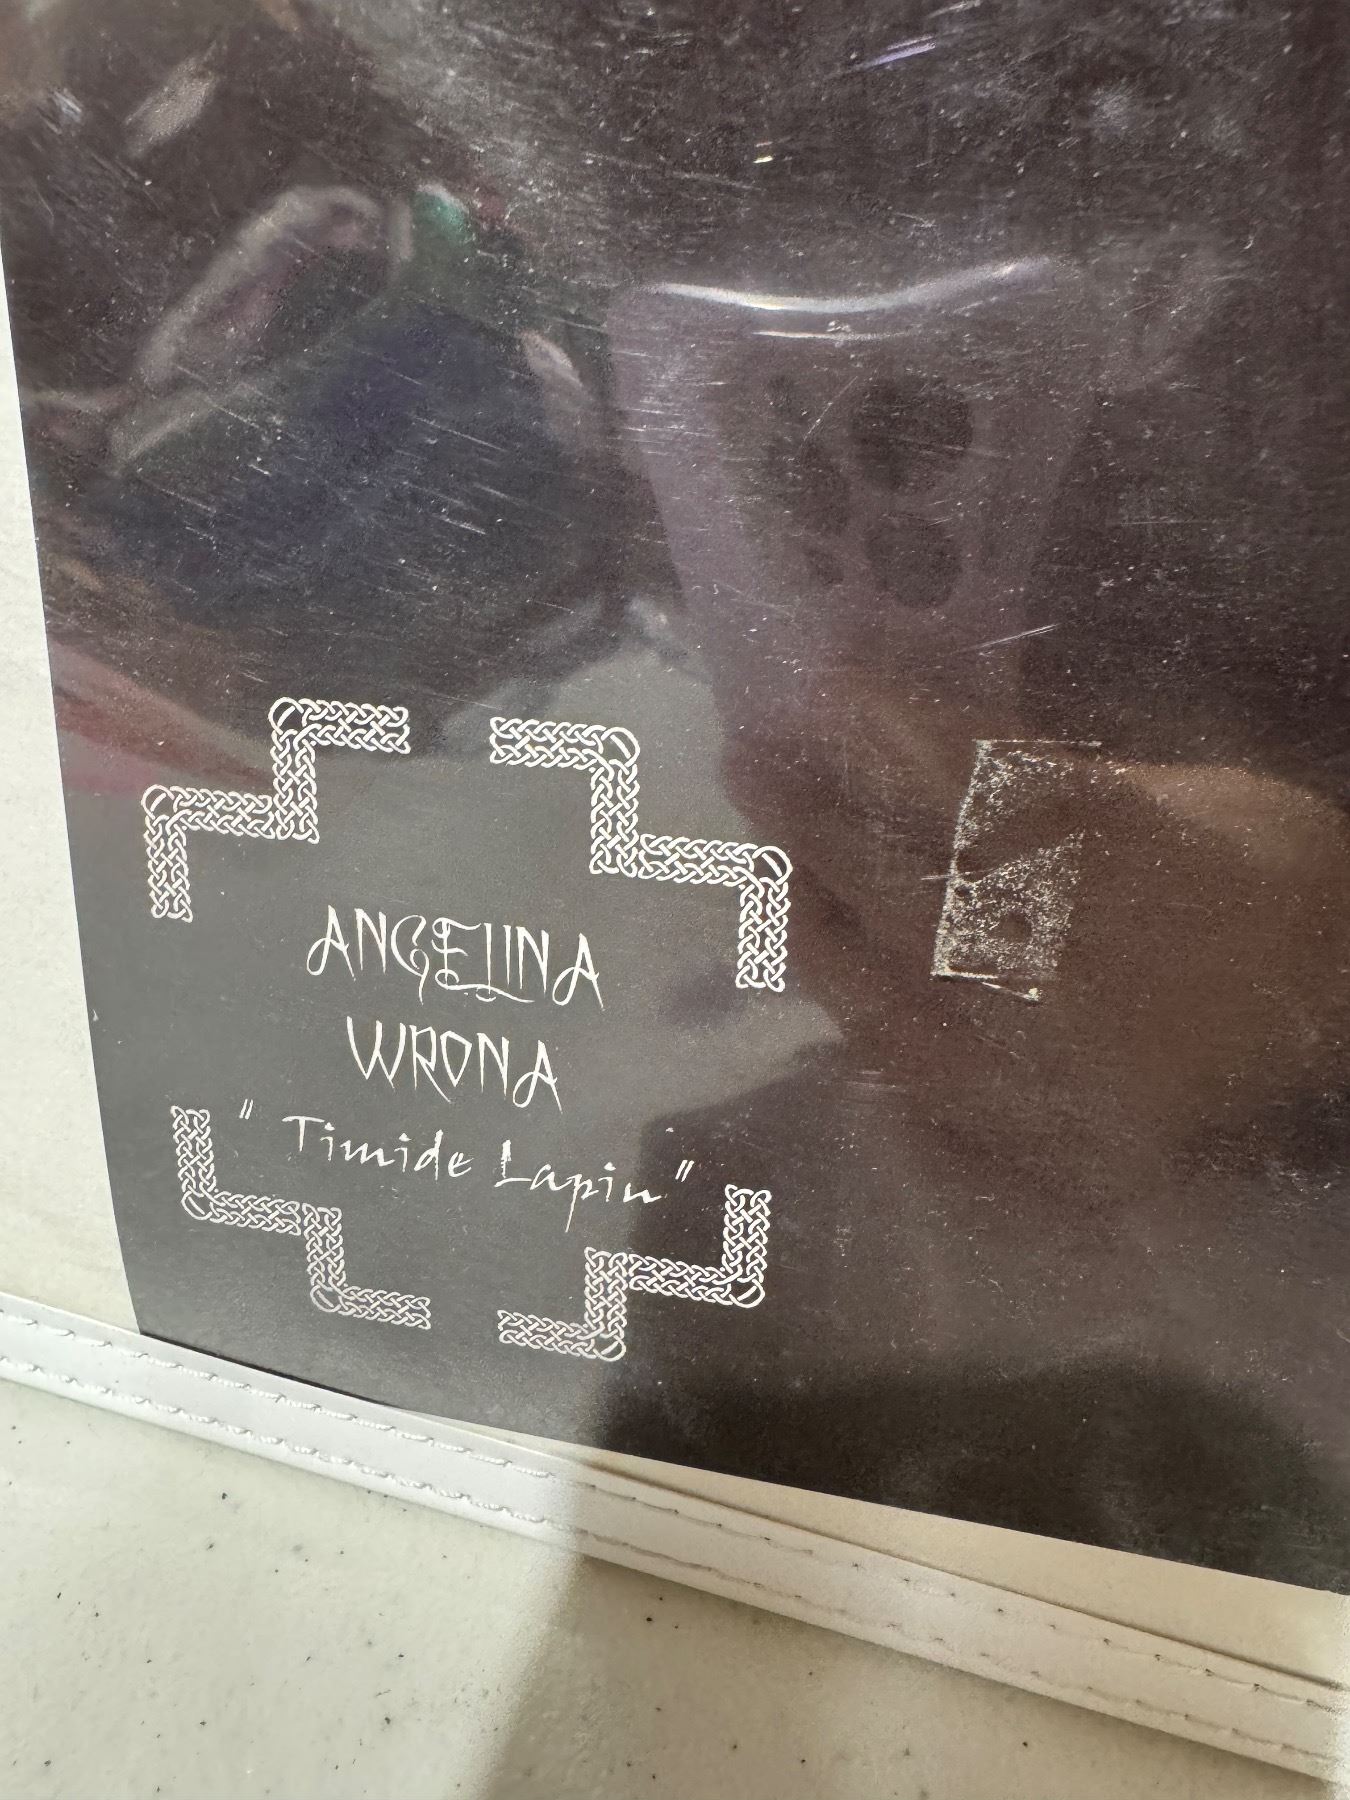 ANGELINA
WRONA
" Timide Lapin "